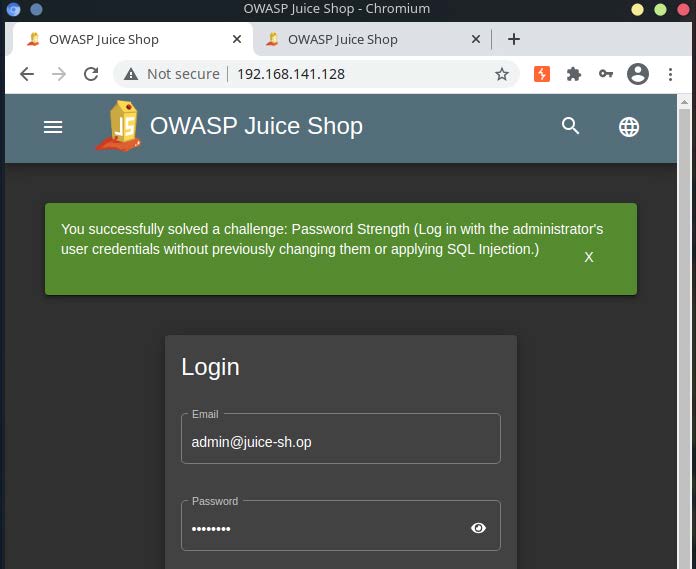 OWASP Juice Shop - Chromium
OWASP Juice Shop
OWASP Juice Shop
Not secure
192.168.141.128
JS
OWASP Juice Shop
You successfully solved a challenge: Password Strength (Log in with the administrator's
user credentials without previously changing them or applying SQL Injection.)
X
Login
Email
admin@juice-sh.op
Password
••••••••